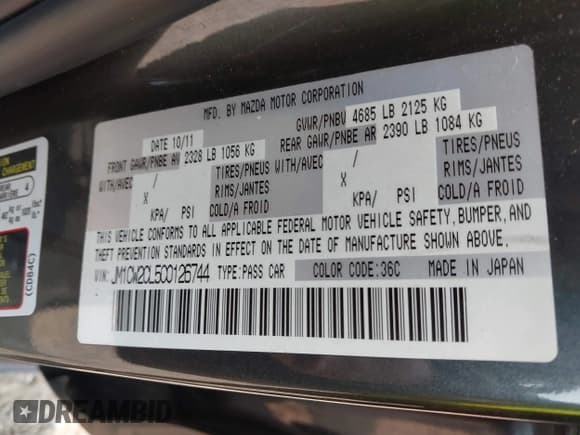 MFD. BY MAZDA MOTOR CORPORATION
DATE 10/11
GVWR/PNBV 4685 LB 2125 KG
FRONT GAWR/PNBE AV 2328 LB 1056 KG
REAR GAWR/PNBE AR 2390 LB 1084 KG
WITH/AVEC / TIRES/PNEUS WITH/AVEC / TIRES/PNEUS
X RIMS/JANTES X RIMS/JANTES
KPA/ PSI COLD/A FROID KPA/ PSI COLD/A FROID
THIS VEHICLE CONFORMS TO ALL APPLICABLE FEDERAL MOTOR VEHICLE SAFETY, BUMPER, AND
THEFT PREVENTION STANDARDS IN EFFECT ON THE DATE OF MANUFACTURE SHOWN ABOVE.
VIN: JM1CW2CL5C0126744 TYPE:PASS CAR COLOR CODE:36C MADE IN JAPAN
(CDB4C)
DREAMBID